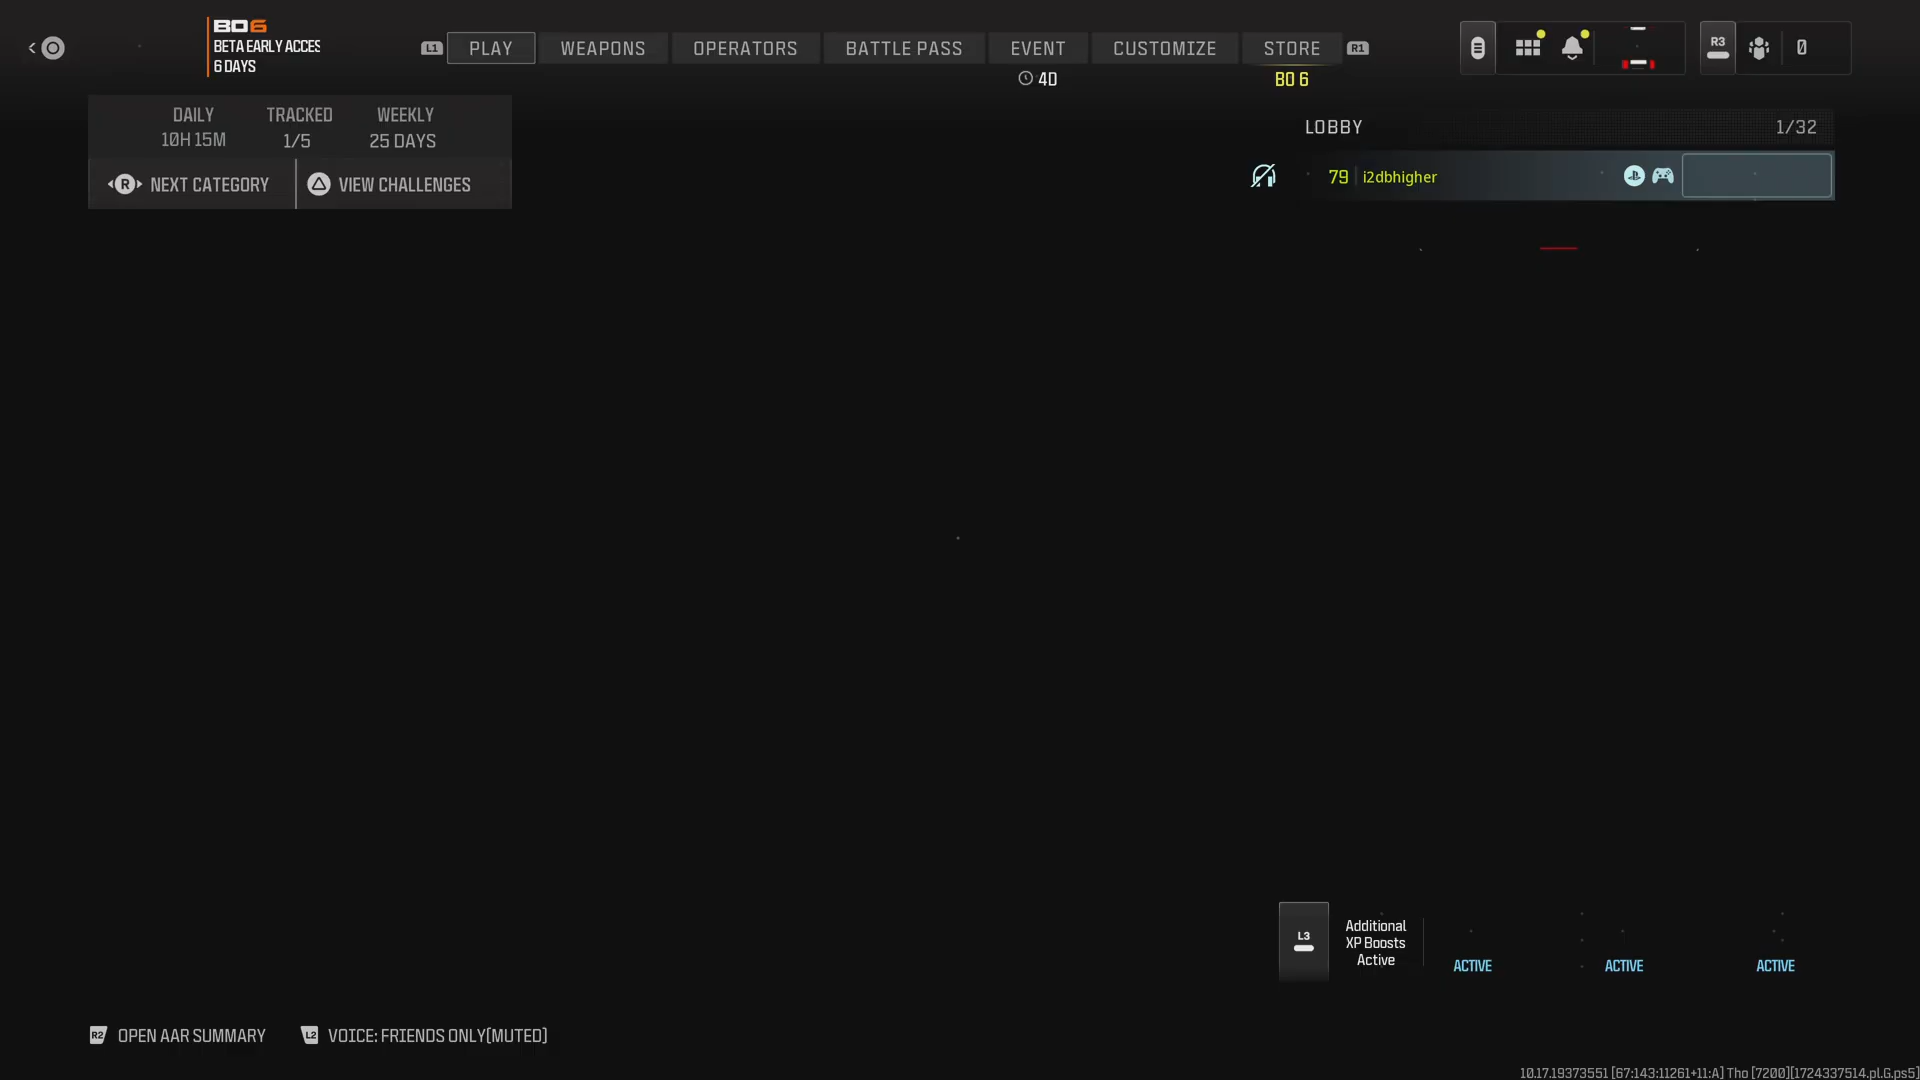 BO6
BETA EARLY ACCES
6 DAYS
L1
PLAY
WEAPONS
OPERATORS
BATTLE PASS
EVENT
CUSTOMIZE
STORE
R1
R3
0
4D
BO 6
DAILY
10H 15M
TRACKED
1/5
WEEKLY
25 DAYS
R NEXT CATEGORY
VIEW CHALLENGES
LOBBY
1/32
79 i2dbhigher
L3
Additional
XP Boosts
Active
ACTIVE
ACTIVE
ACTIVE
R2 OPEN AAR SUMMARY
L2 VOICE: FRIENDS ONLY(MUTED)
10.17.19373551 [67:143:11261+11:A] Tho [7200][1724337514.pl.G.ps5]